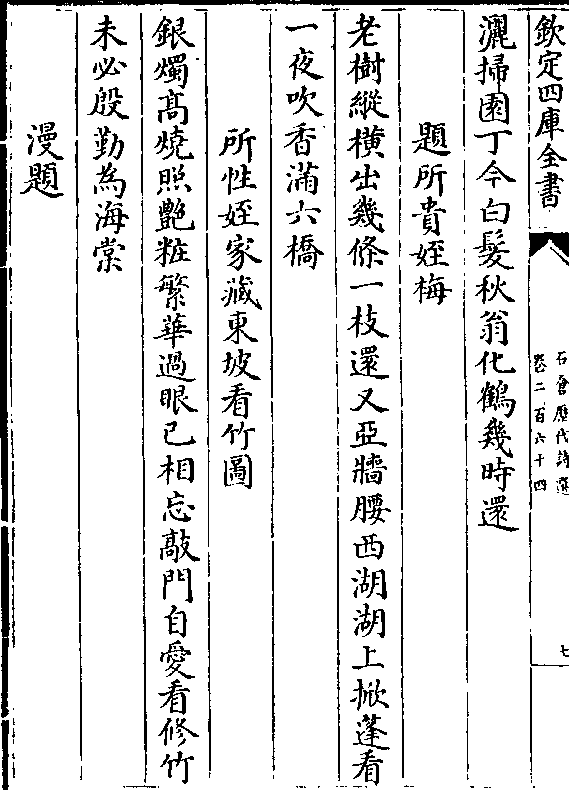 欽定四庫全書
石倉歷代詩選
卷二百六十四
七
灑掃園丁今白髮秋翁化鶴幾時還
題所貴姪梅
老樹縱橫出幾條一枝還又亞牆腰西湖湖上掀蓬看
一夜吹香滿六橋
所性姪家藏東坡看竹圖
銀燭髙燒照艷粧繁華過眼已相忘敲門自愛看修竹
未必殷勤為海棠
漫題